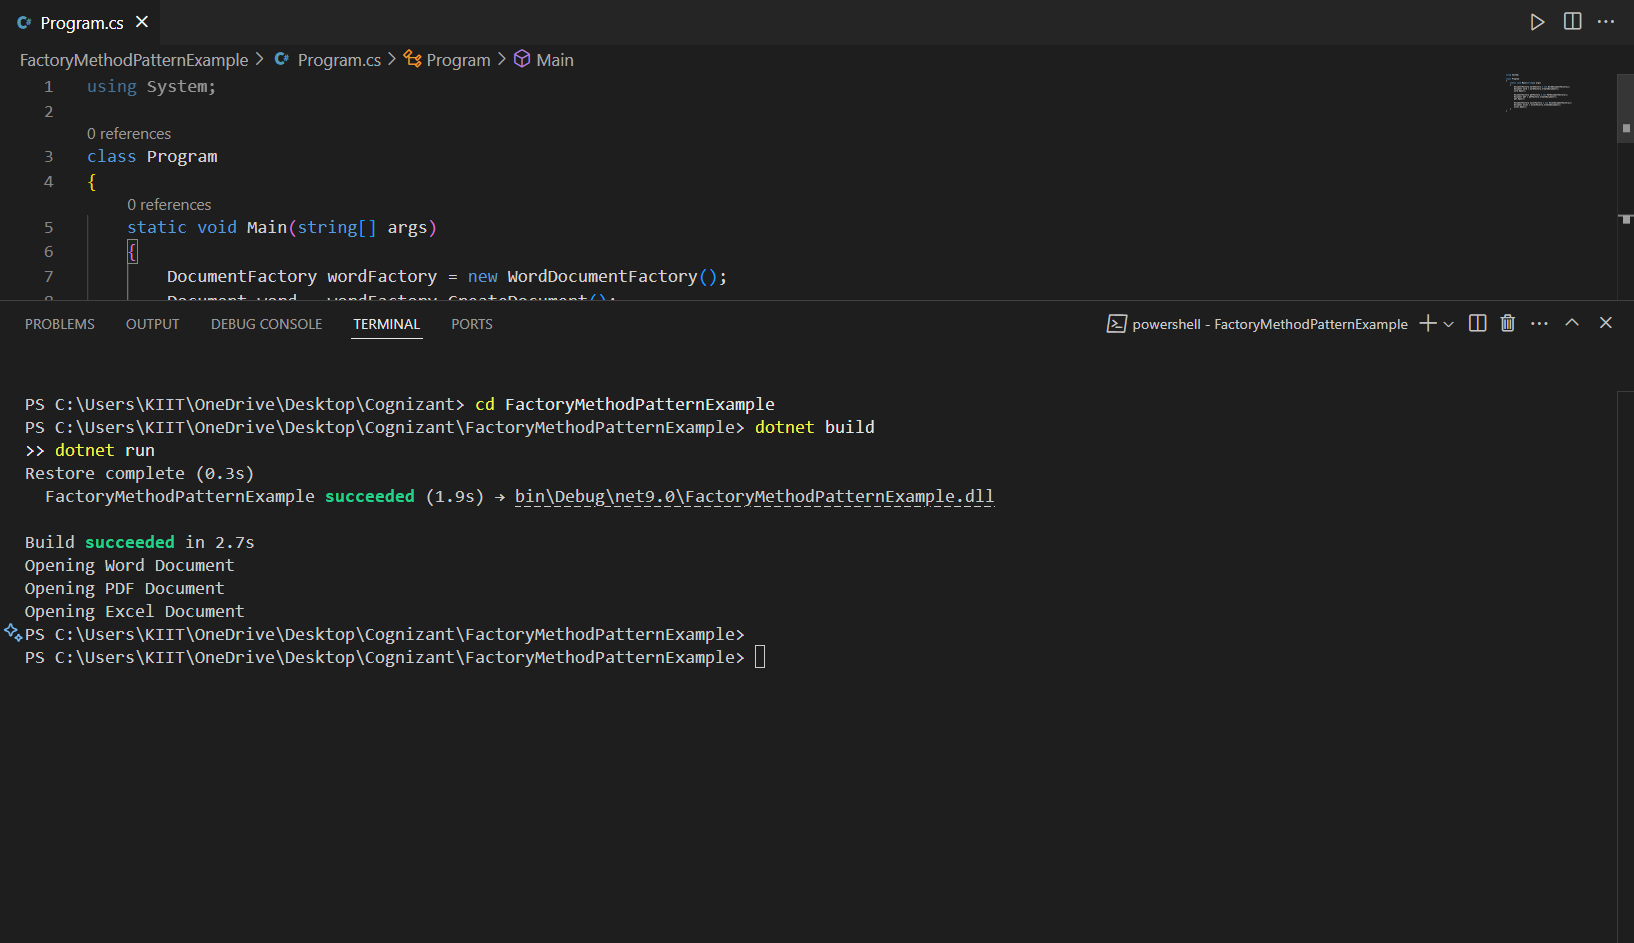 Program.cs
FactoryMethodPatternExample > Program.cs > Program > Main
1 using System;
2
0 references
3 class Program
4 {
0 references
5 static void Main(string[] args)
6 {
7 DocumentFactory wordFactory = new WordDocumentFactory();
8 Document word = wordFactory.CreateDocument();
PROBLEMS OUTPUT DEBUG CONSOLE TERMINAL PORTS powershell - FactoryMethodPatternExample
PS C:\Users\KIIT\OneDrive\Desktop\Cognizant> cd FactoryMethodPatternExample
PS C:\Users\KIIT\OneDrive\Desktop\Cognizant\FactoryMethodPatternExample> dotnet build
>> dotnet run
Restore complete (0.3s)
FactoryMethodPatternExample succeeded (1.9s) → bin\Debug\net9.0\FactoryMethodPatternExample.dll
Build succeeded in 2.7s
Opening Word Document
Opening PDF Document
Opening Excel Document
PS C:\Users\KIIT\OneDrive\Desktop\Cognizant\FactoryMethodPatternExample>
PS C:\Users\KIIT\OneDrive\Desktop\Cognizant\FactoryMethodPatternExample>